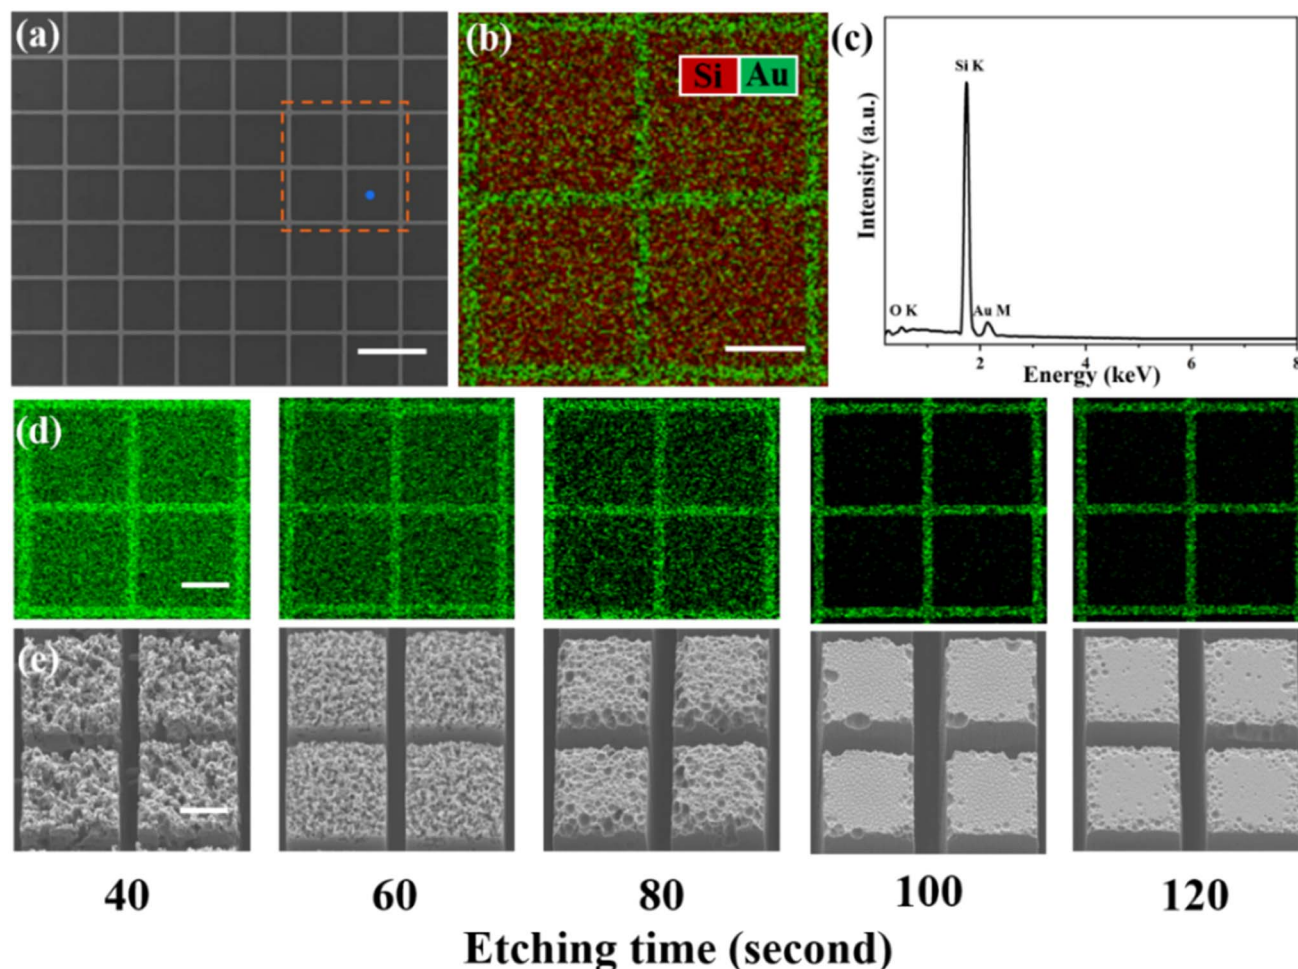 (a)
(b)
Si Au
(c)
Intensity (a.u.)
Si K
O K
Au M
2 4 6 8
Energy (keV)
(d)
(e)
40 60 80 100 120
Etching time (second)